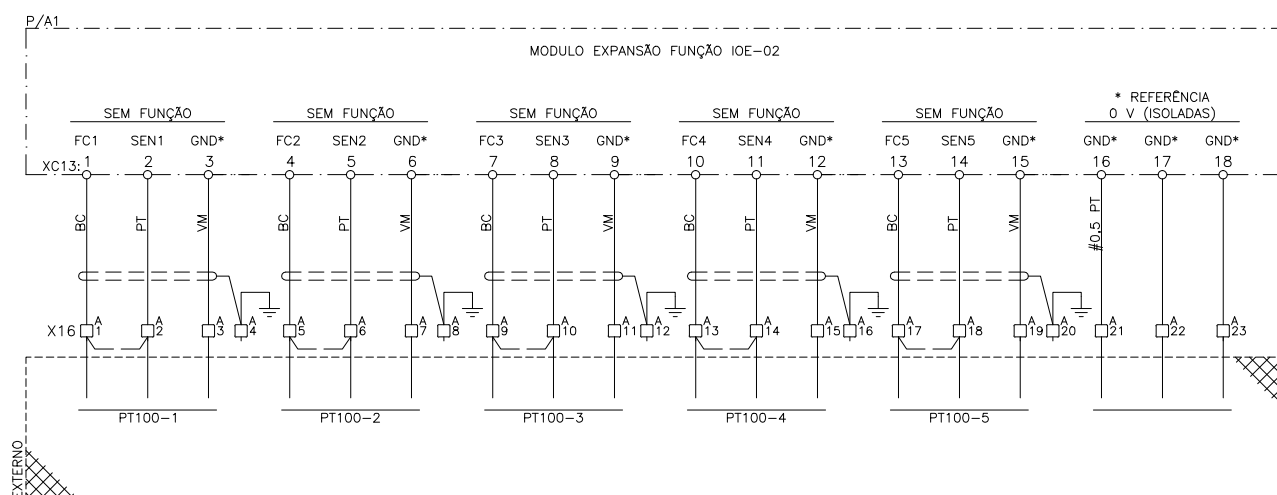 P/A1
MODULO EXPANSÃO FUNÇÃO IOE-02
SEM FUNÇÃO SEM FUNÇÃO SEM FUNÇÃO SEM FUNÇÃO SEM FUNÇÃO * REFERÊNCIA
0 V (ISOLADAS)
FC1 SEN1 GND* FC2 SEN2 GND* FC3 SEN3 GND* FC4 SEN4 GND* FC5 SEN5 GND* GND* GND* GND*
XC13: 1 2 3 4 5 6 7 8 9 10 11 12 13 14 15 16 17 18
BC PT VM BC PT VM BC PT VM BC PT VM BC PT VM #0.5 PT
A A A A A A A A A A A A A A A A A A A A A A A
X16 1 2 3 4 5 6 7 8 9 10 11 12 13 14 15 16 17 18 19 20 21 22 23
PT100-1 PT100-2 PT100-3 PT100-4 PT100-5
EXTERNO